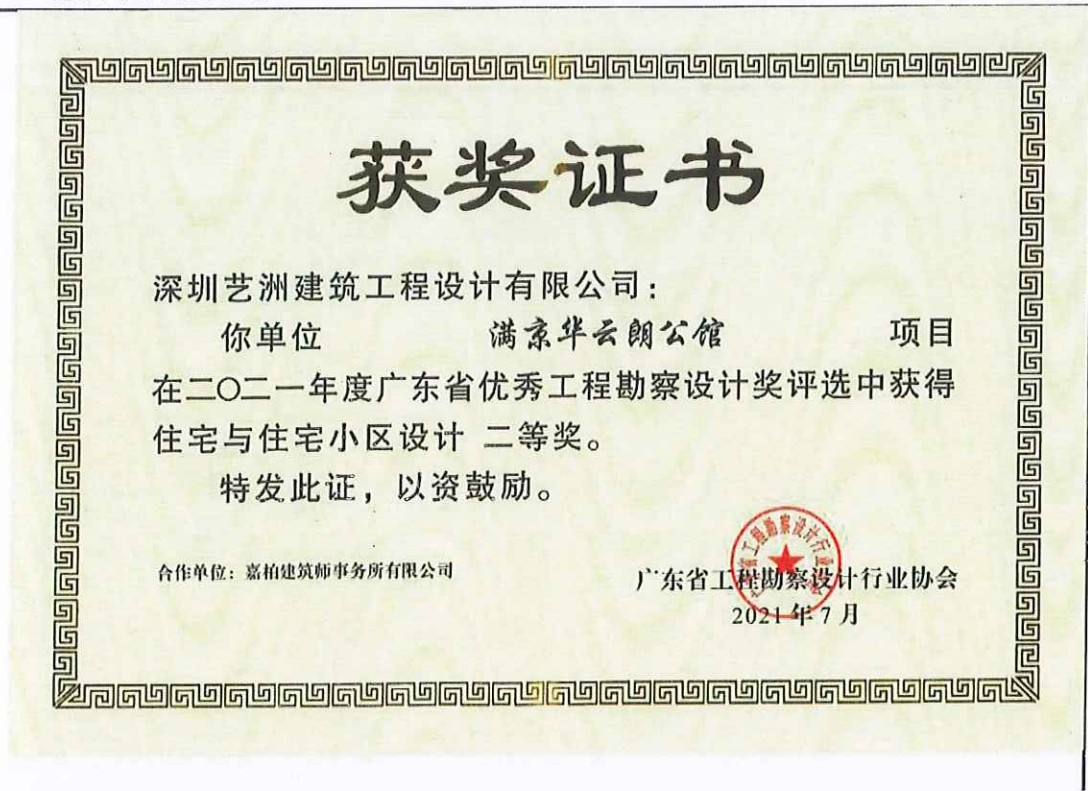 获奖证书
深圳艺洲建筑工程设计有限公司：
你单位 满京华云朗公馆 项目
在二〇二一年度广东省优秀工程勘察设计奖评选中获得
住宅与住宅小区设计 二等奖。
特发此证，以资鼓励。
合作单位：嘉柏建筑师事务所有限公司
广东省工程勘察设计行业协会
2021年7月